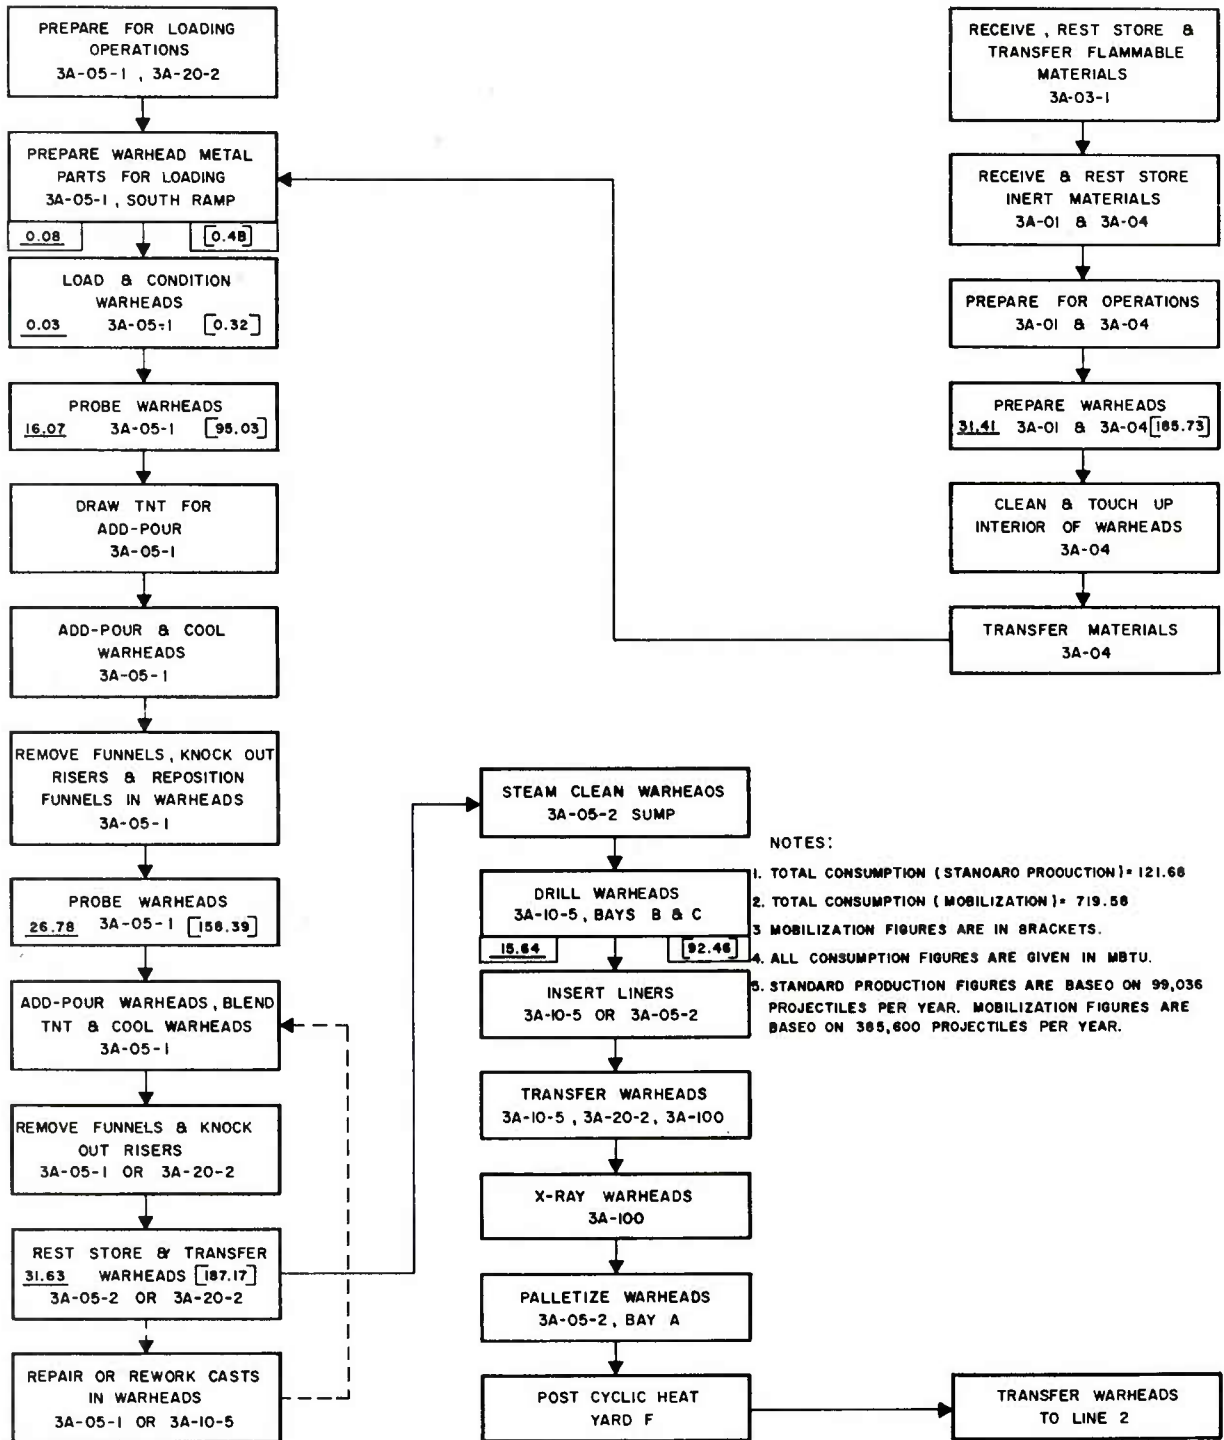 PREPARE FOR LOADING
OPERATIONS
3A-05-1 , 3A-20-2
PREPARE WARHEAD METAL
PARTS FOR LOADING
3A-05-1 , SOUTH RAMP
0.08 [0.48]
LOAD & CONDITION
WARHEADS
0.03 3A-05-1 [0.32]
PROBE WARHEADS
16.07 3A-05-1 [95.03]
DRAW TNT FOR
ADD-POUR
3A-05-1
ADD-POUR & COOL
WARHEADS
3A-05-1
REMOVE FUNNELS, KNOCK OUT
RISERS & REPOSITION
FUNNELS IN WARHEADS
3A-05-1
PROBE WARHEADS
26.78 3A-05-1 [158.39]
ADD-POUR WARHEADS, BLEND
TNT & COOL WARHEADS
3A-05-1
REMOVE FUNNELS & KNOCK
OUT RISERS
3A-05-1 OR 3A-20-2
REST STORE & TRANSFER
31.63 WARHEADS [187.17]
3A-05-2 OR 3A-20-2
REPAIR OR REWORK CASTS
IN WARHEADS
3A-05-1 OR 3A-10-5
STEAM CLEAN WARHEAOS
3A-05-2 SUMP
DRILL WARHEADS
3A-10-5, BAYS B & C
15.64 [92.46]
INSERT LINERS
3A-10-5 OR 3A-05-2
TRANSFER WARHEADS
3A-10-5 , 3A-20-2, 3A-100
X-RAY WARHEADS
3A-100
PALLETIZE WARHEADS
3A-05-2, BAY A
POST CYCLIC HEAT
YARD F
RECEIVE , REST STORE &
TRANSFER FLAMMABLE
MATERIALS
3A-03-1
RECEIVE & REST STORE
INERT MATERIALS
3A-01 & 3A-04
PREPARE FOR OPERATIONS
3A-01 & 3A-04
PREPARE WARHEADS
31.41 3A-01 & 3A-04 [185.73]
CLEAN & TOUCH UP
INTERIOR OF WARHEADS
3A-04
TRANSFER MATERIALS
3A-04
NOTES:
1. TOTAL CONSUMPTION (STANOARO PROOUCTION)= 121.68
2. TOTAL CONSUMPTION (MOBILIZATION)= 719.58
3 MOBILIZATION FIGURES ARE IN BRACKETS.
4. ALL CONSUMPTION FIGURES ARE GIVEN IN MBTU.
5. STANDARD PRODUCTION FIGURES ARE BASED ON 99,036
PROJECTILES PER YEAR. MOBILIZATION FIGURES ARE
BASEO ON 385,600 PROJECTILES PER YEAR.
TRANSFER WARHEADS
TO LINE 2